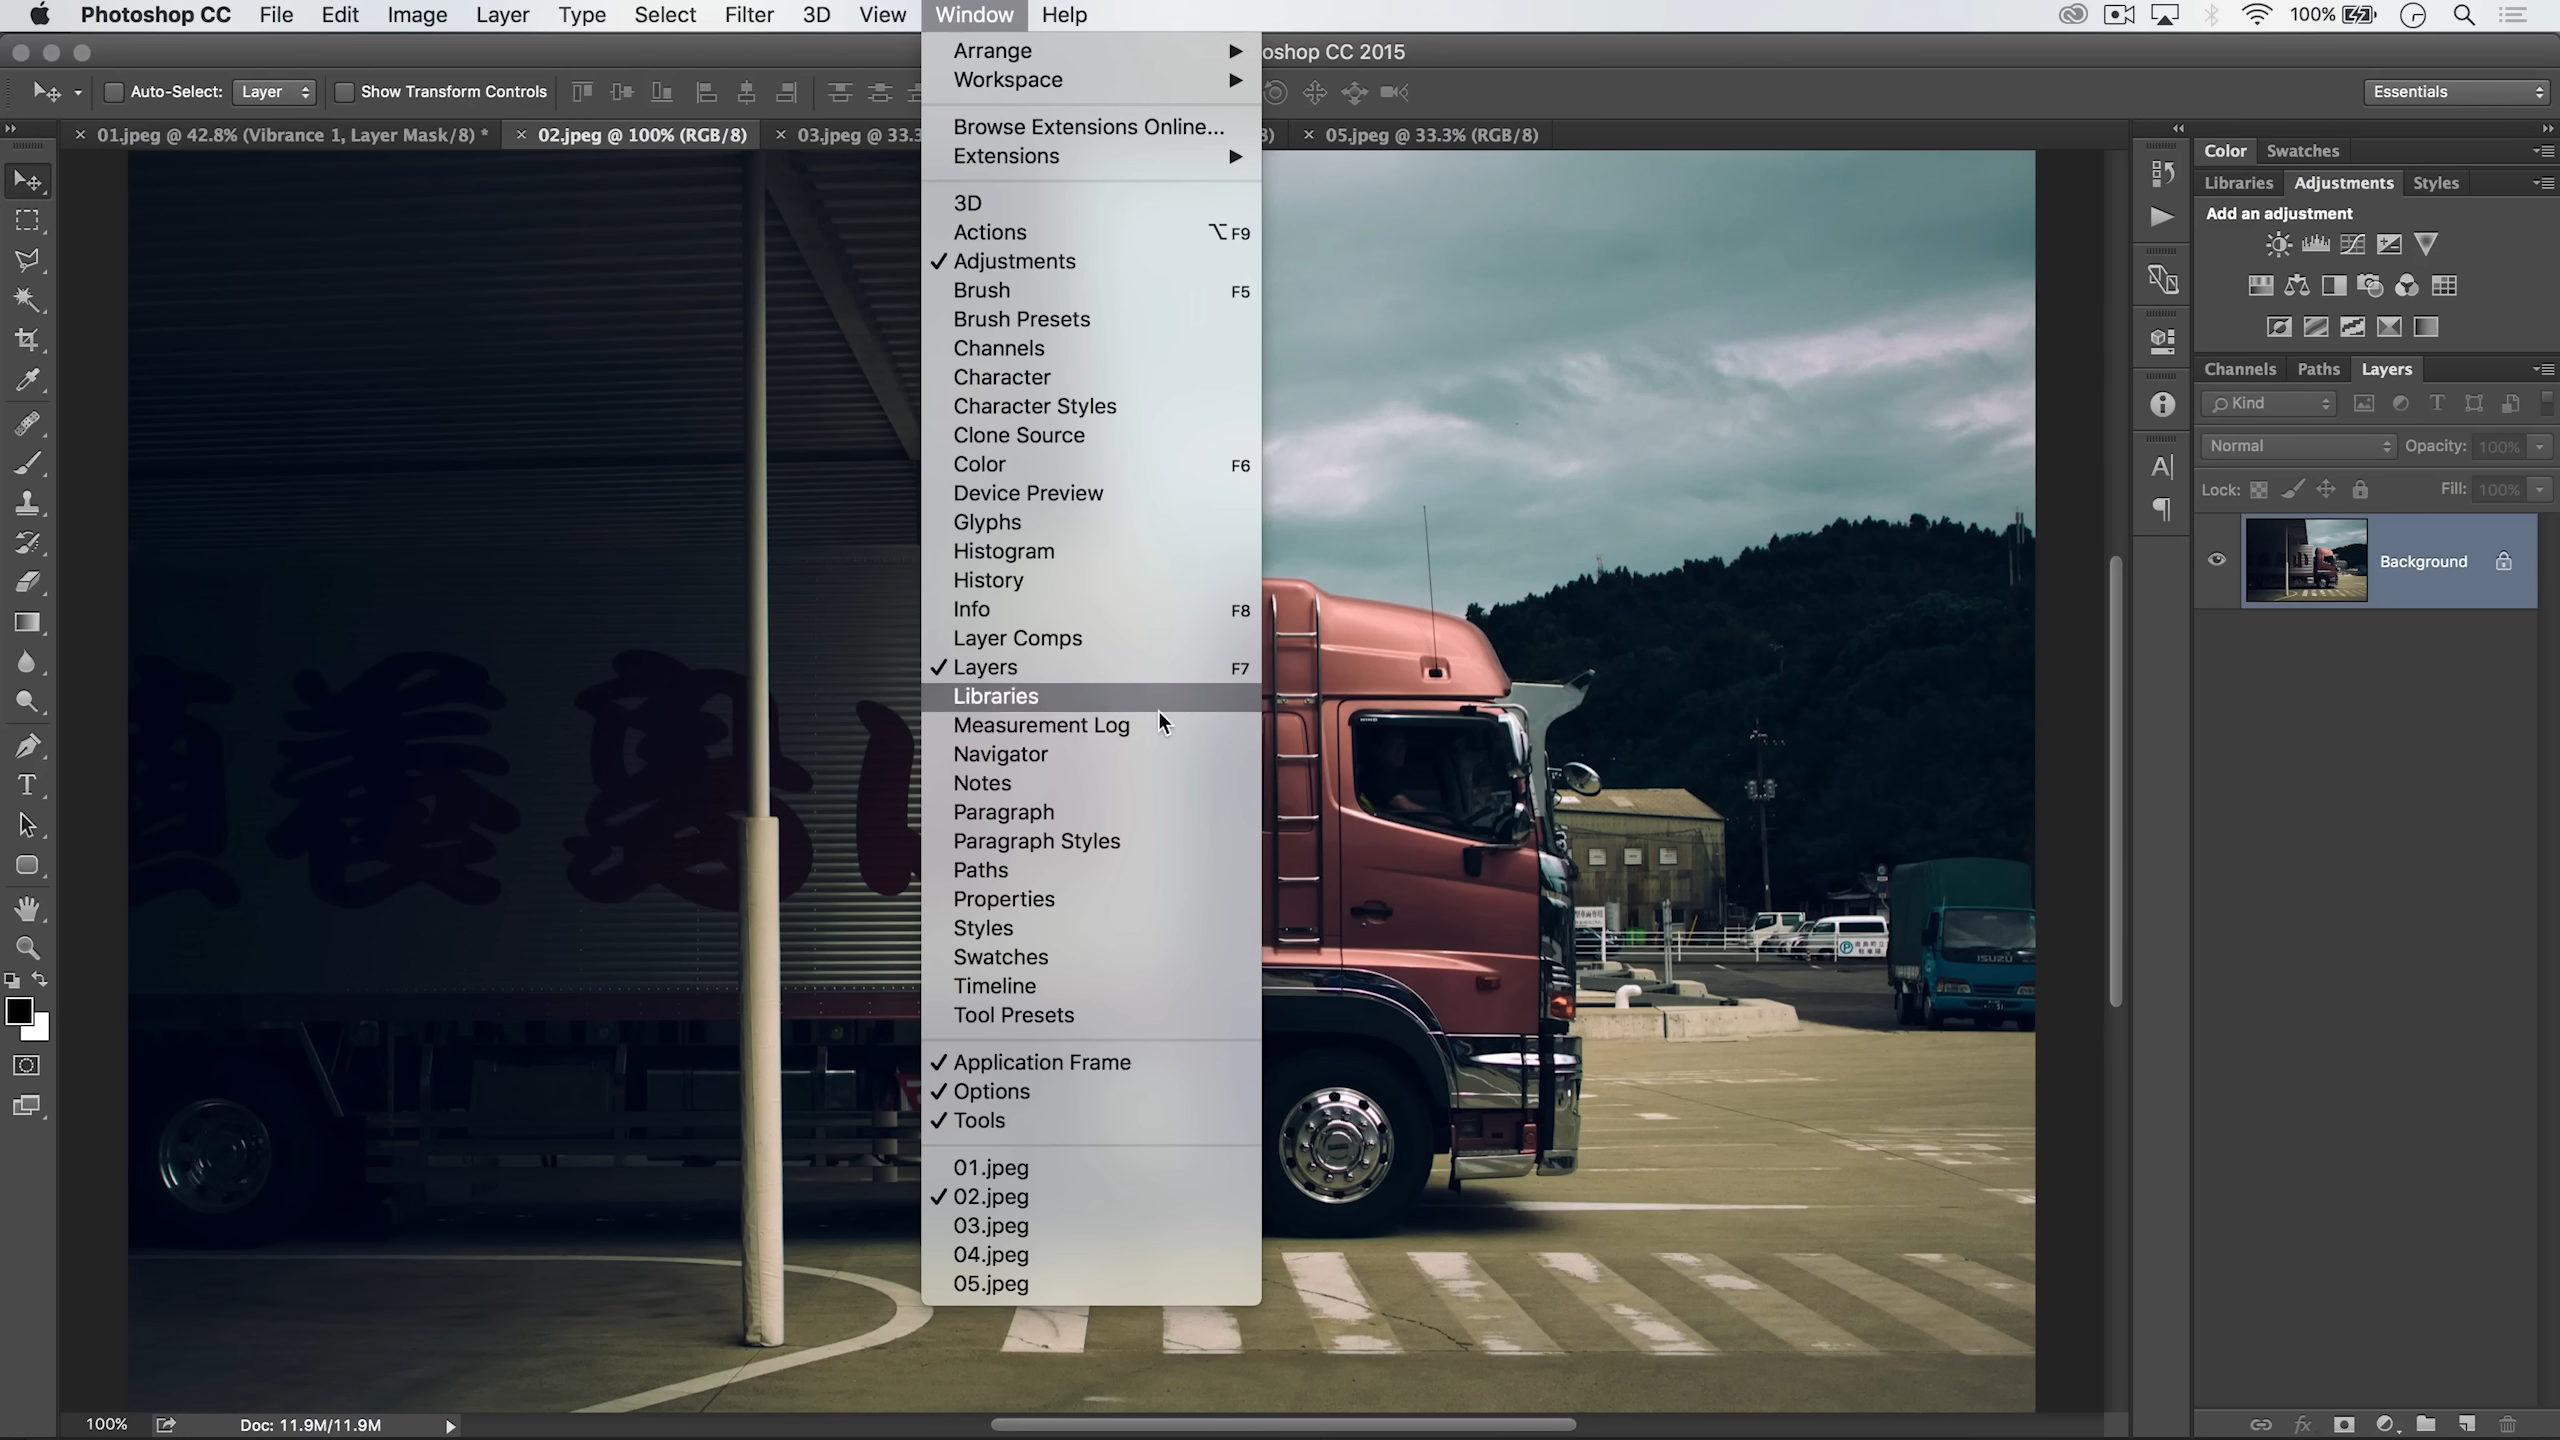 Photoshop CC File Edit Image Layer Type Select Filter 3D View Window Help 100%
oshop CC 2015
Auto-Select: Layer Show Transform Controls Essentials
01.jpeg @ 42.8% (Vibrance 1, Layer Mask/8) * 02.jpeg @ 100% (RGB/8) 03.jpeg @ 33.3 8) 05.jpeg @ 33.3% (RGB/8)
Arrange
Workspace
Browse Extensions Online...
Extensions
3D
Actions ⌥F9
✓ Adjustments
Brush F5
Brush Presets
Channels
Character
Character Styles
Clone Source
Color F6
Device Preview
Glyphs
Histogram
History
Info F8
Layer Comps
✓ Layers F7
Libraries
Measurement Log
Navigator
Notes
Paragraph
Paragraph Styles
Paths
Properties
Styles
Swatches
Timeline
Tool Presets
✓ Application Frame
✓ Options
✓ Tools
01.jpeg
✓ 02.jpeg
03.jpeg
04.jpeg
05.jpeg
Color Swatches
Libraries Adjustments Styles
Add an adjustment
Channels Paths Layers
Kind
Normal Opacity: 100%
Lock: Fill: 100%
Background
ISUZU
100% Doc: 11.9M/11.9M